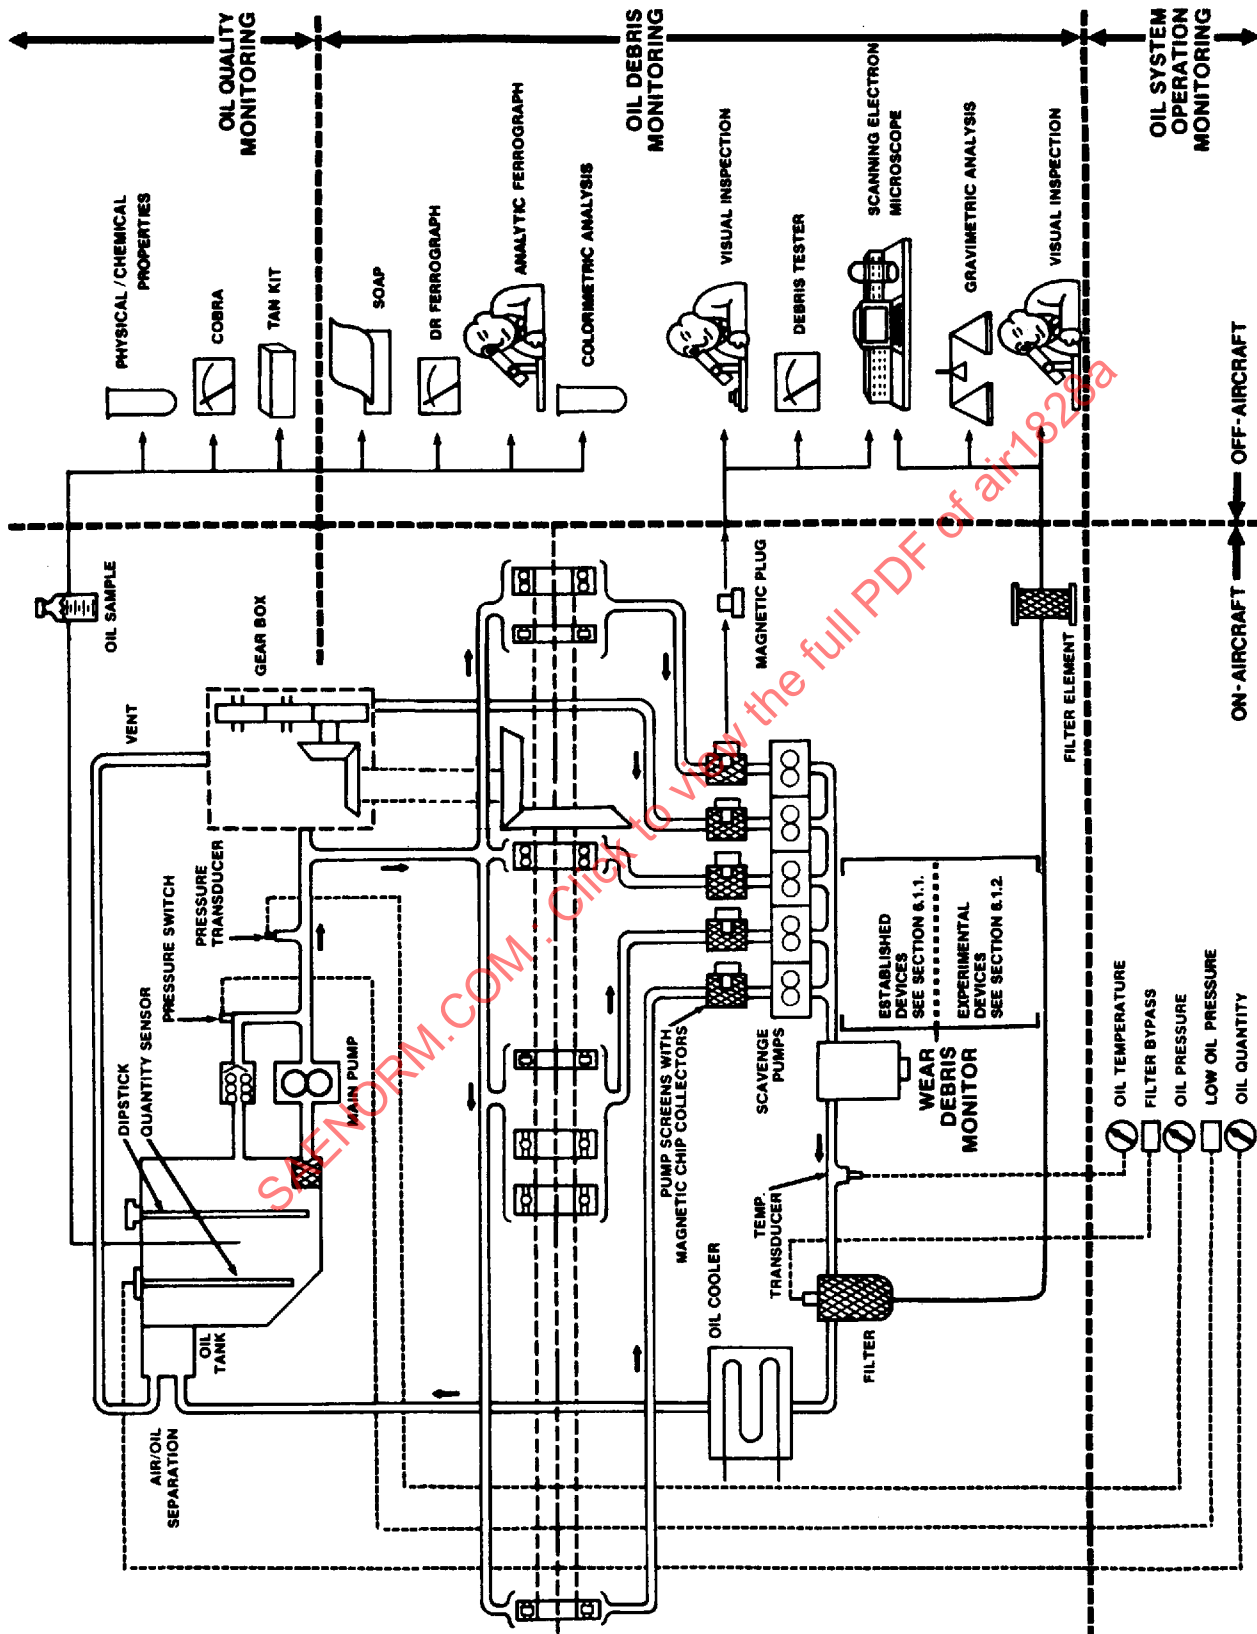 OIL QUALITY
MONITORING
OIL DEBRIS
MONITORING
OIL SYSTEM
OPERATION
MONITORING
PHYSICAL/CHEMICAL
PROPERTIES
COBRA
TAN KIT
SOAP
DR FERROGRAPH
ANALYTIC FERROGRAPH
COLORIMETRIC ANALYSIS
VISUAL INSPECTION
DEBRIS TESTER
SCANNING ELECTRON
MICROSCOPE
GRAVIMETRIC ANALYSIS
VISUAL INSPECTION
OFF-AIRCRAFT
ON-AIRCRAFT
OIL SAMPLE
GEAR BOX
VENT
PRESSURE
TRANSDUCER
PRESSURE SWITCH
DIPSTICK
QUANTITY SENSOR
MAIN PUMP
OIL
TANK
AIR/OIL
SEPARATION
MAGNETIC PLUG
FILTER ELEMENT
PUMP SCREENS WITH
MAGNETIC CHIP COLLECTORS
SCAVENGE
PUMPS
ESTABLISHED
DEVICES
SEE SECTION 6.1.1.
EXPERIMENTAL
DEVICES
SEE SECTION 6.1.2.
WEAR
DEBRIS
MONITOR
TEMP.
TRANSDUCER
OIL COOLER
FILTER
OIL TEMPERATURE
FILTER BYPASS
OIL PRESSURE
LOW OIL PRESSURE
OIL QUANTITY
SAENORM.COM : Click to view the full PDF of air1828a